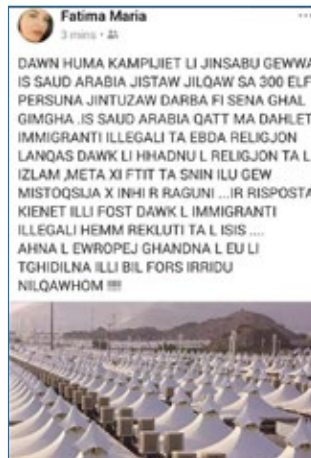 Fatima Maria
3 mins
DAWN HUMA KAMPIJIET LI JINSABU GEWWA
IS SAUD ARABIA JISTAW JILQAW SA 300 ELF
PERSUNA JINTUZAW DARBA FI SENA GHAL
GIMGHA .IS SAUD ARABIA QATT MA DAHLET
IMMIGRANTI ILLEGALI TA EBDA RELIGJON
LANQAS DAWK LI HHADNU L RELIGJON TA L
IZLAM ,META XI FTIT TA SNIN ILU GEW
MISTOQSIJA X INHI R RAGUNI ...IR RISPOSTA
KIENET ILLI FOST DAWK L IMMIGRANTI
ILLEGALI HEMM REKLUTI TA L ISIS ....
AHNA L EWROPEJ GHANDNA L EU LI
TGHIDILNA ILLI BIL FORS IRRIDU
NILQAWHOM !!!!